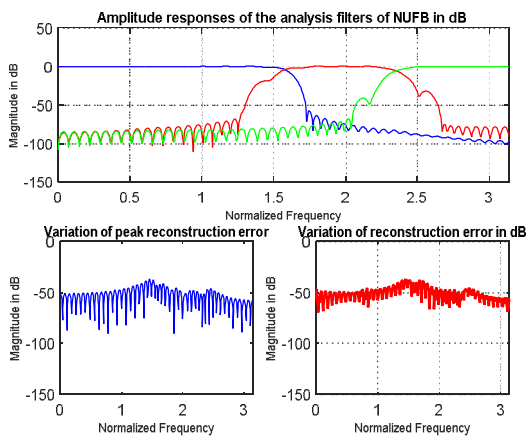 Amplitude responses of the analysis filters of NUFB in dB
50
0
-50
-100
-150
Magnitude in dB
0 0.5 1 1.5 2 2.5 3
Normalized Frequency
Variation of peak reconstruction error
0
-50
-100
-150
Magnitude in dB
0 1 2 3
Normalized Frequency
Variation of reconstruction error in dB
0
-50
-100
-150
Magnitude in dB
0 1 2 3
Normalized Frequency